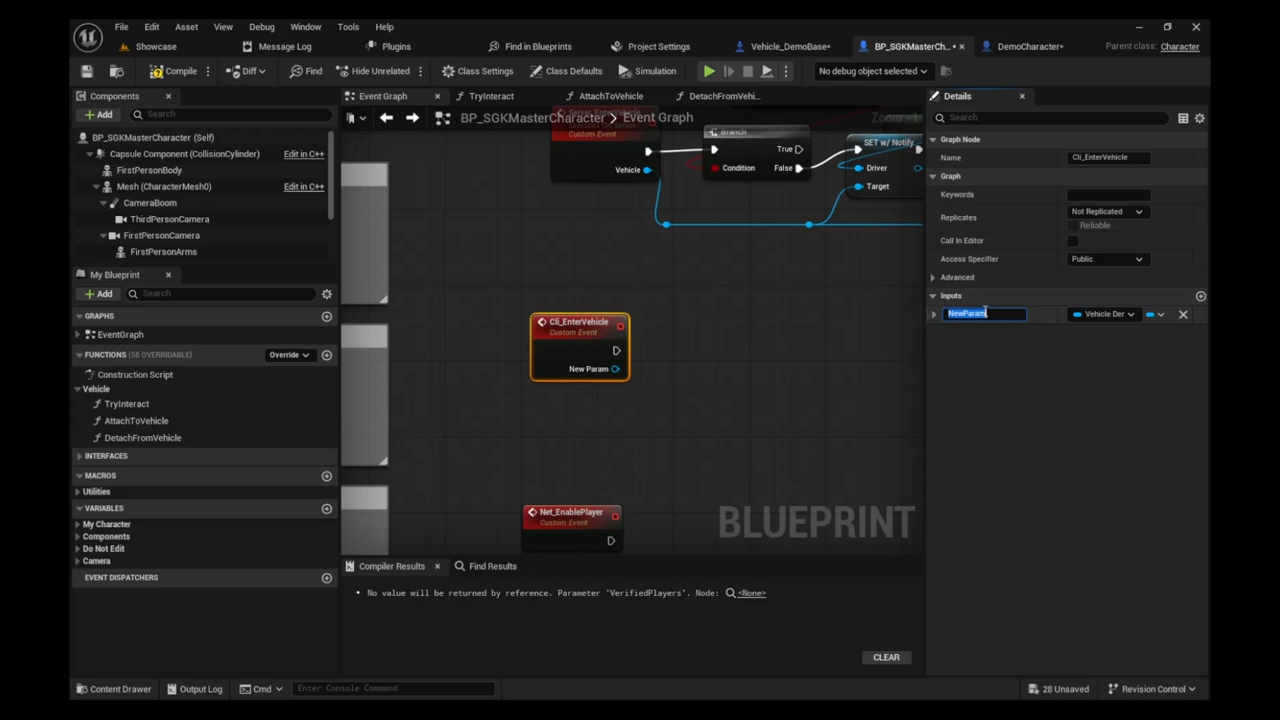 File Edit Asset View Debug Window Tools Help
Showcase Message Log Plugins Find in Blueprints Project Settings Vehicle_DemoBase* BP_SGKMasterCh... • DemoCharacter* Parent class: Character
Compile Diff Find Hide Unrelated Class Settings Class Defaults Simulation No debug object selected
Components
Add Search
BP_SGKMasterCharacter (Self)
Capsule Component (CollisionCylinder) Edit in C++
FirstPersonBody
Mesh (CharacterMesh0) Edit in C++
CameraBoom
ThirdPersonCamera
FirstPersonCamera
FirstPersonArms
My Blueprint
Add Search
GRAPHS
EventGraph
FUNCTIONS (58 OVERRIDABLE) Override
Construction Script
Vehicle
TryInteract
AttachToVehicle
DetachFromVehicle
INTERFACES
MACROS
Utilities
VARIABLES
My Character
Components
Do Not Edit
Camera
EVENT DISPATCHERS
Event Graph TryInteract AttachToVehicle DetachFromVehi...
BP_SGKMasterCharacter > Event Graph
Custom Event
Vehicle
Branch
Condition True
False
SET w/ Notify
Driver
Target
Cli_EnterVehicle
Custom Event
New Param
Net_EnablePlayer
Custom Event
BLUEPRINT
Compiler Results Find Results
• No value will be returned by reference. Parameter 'VerifiedPlayers'. Node: <None>
CLEAR
Details
Search
Graph Node
Name Cli_EnterVehicle
Graph
Keywords
Replicates Not Replicated
Reliable
Call In Editor
Access Specifier Public
Advanced
Inputs
NewParam Vehicle Der
Content Drawer Output Log Cmd Enter Console Command 28 Unsaved Revision Control